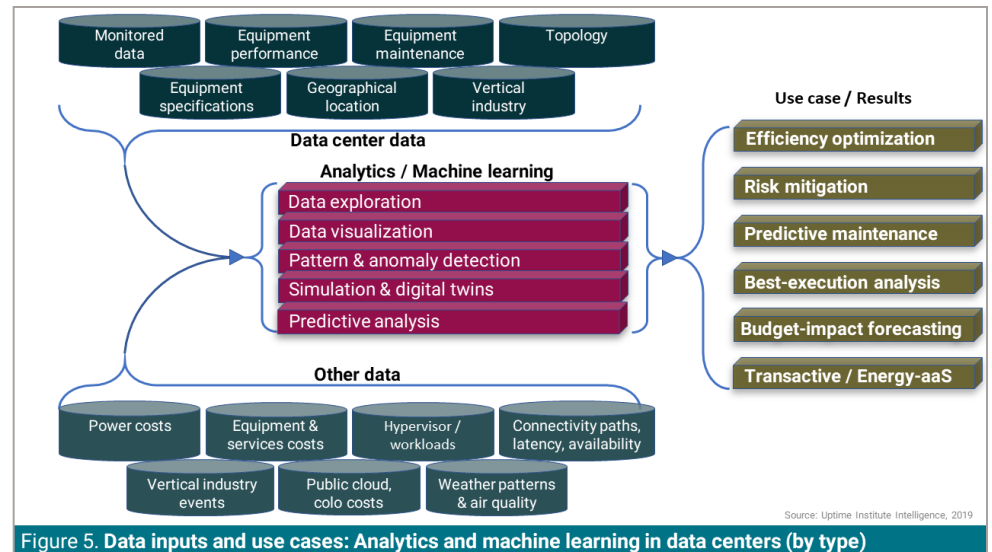 Monitored
data
Equipment
performance
Equipment
maintenance
Topology
Equipment
specifications
Geographical
location
Vertical
industry
Data center data
Analytics / Machine learning
Data exploration
Data visualization
Pattern & anomaly detection
Simulation & digital twins
Predictive analysis
Use case / Results
Efficiency optimization
Risk mitigation
Predictive maintenance
Best-execution analysis
Budget-impact forecasting
Transactive / Energy-aaS
Other data
Power costs
Equipment &
services costs
Hypervisor /
workloads
Connectivity paths,
latency, availability
Vertical industry
events
Public cloud,
colo costs
Weather patterns
& air quality
Source: Uptime Institute Intelligence, 2019
Figure 5. Data inputs and use cases: Analytics and machine learning in data centers (by type)